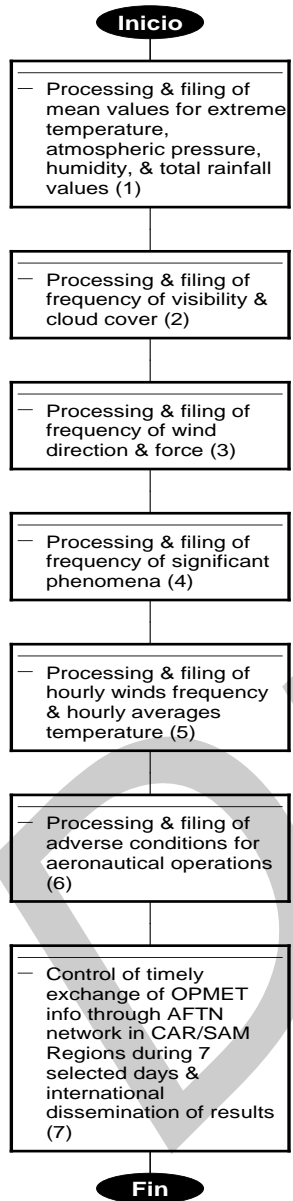 Inicio
— Processing & filing of
mean values for extreme
temperature,
atmospheric pressure,
humidity, & total rainfall
values (1)
— Processing & filing of
frequency of visibility &
cloud cover (2)
— Processing & filing of
frequency of wind
direction & force (3)
— Processing & filing of
frequency of significant
phenomena (4)
— Processing & filing of
hourly winds frequency
& hourly averages
temperature (5)
— Processing & filing of
adverse conditions for
aeronautical operations
(6)
— Control of timely
exchange of OPMET
info through AFTN
network in CAR/SAM
Regions during 7
selected days &
international
dissemination of results
(7)
Fin